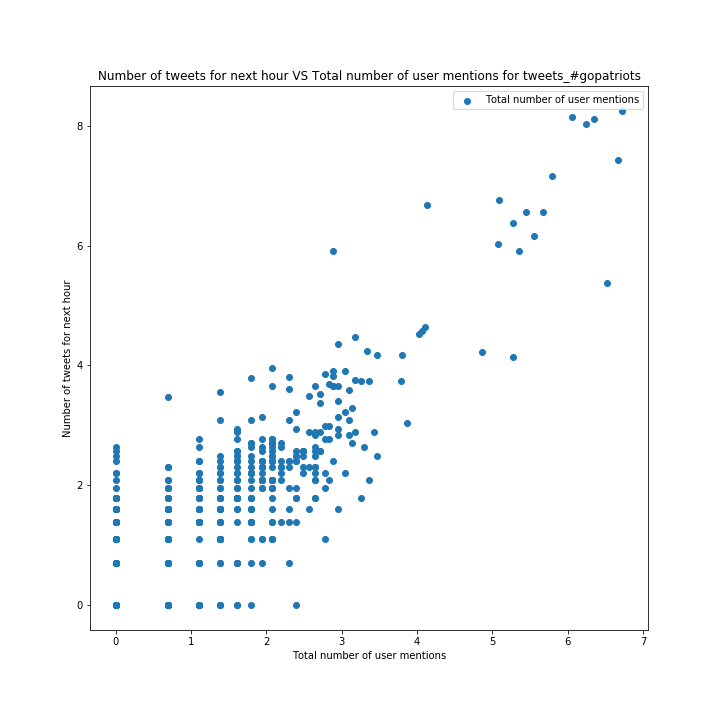 Number of tweets for next hour VS Total number of user mentions for tweets_#gopatriots
Total number of user mentions
8
6
4
2
0
Number of tweets for next hour
0 1 2 3 4 5 6 7
Total number of user mentions